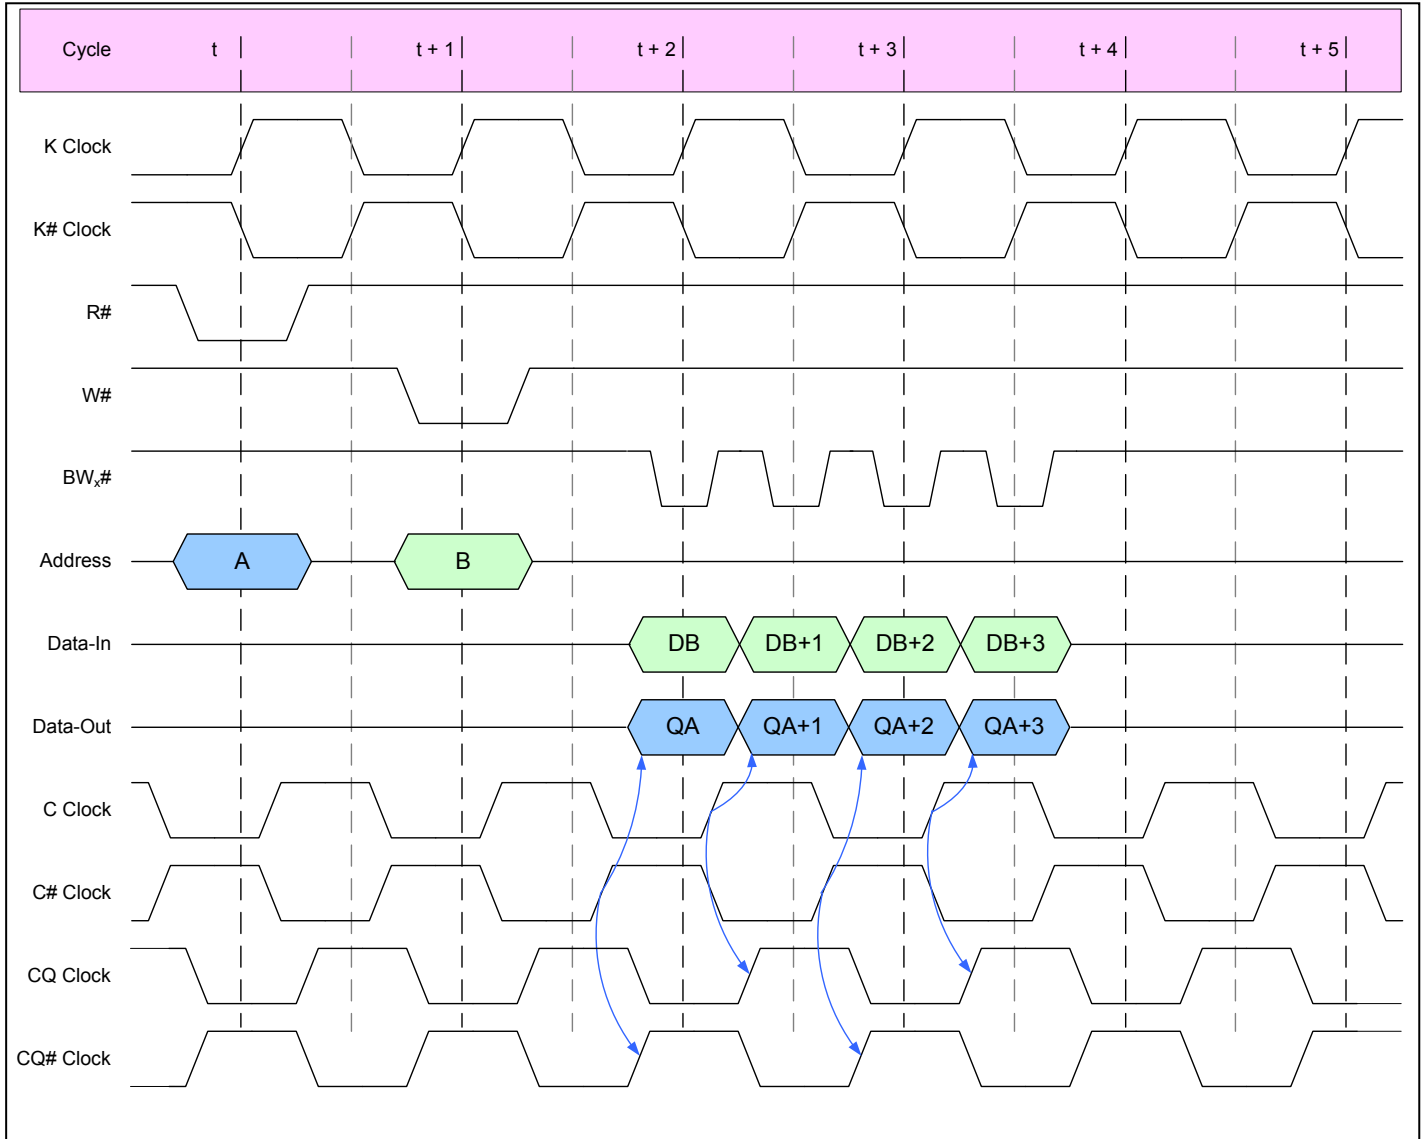 Cycle t t + 1 t + 2 t + 3 t + 4 t + 5
K Clock
K# Clock
R#
W#
BWx#
Address A B
Data-In DB DB+1 DB+2 DB+3
Data-Out QA QA+1 QA+2 QA+3
C Clock
C# Clock
CQ Clock
CQ# Clock